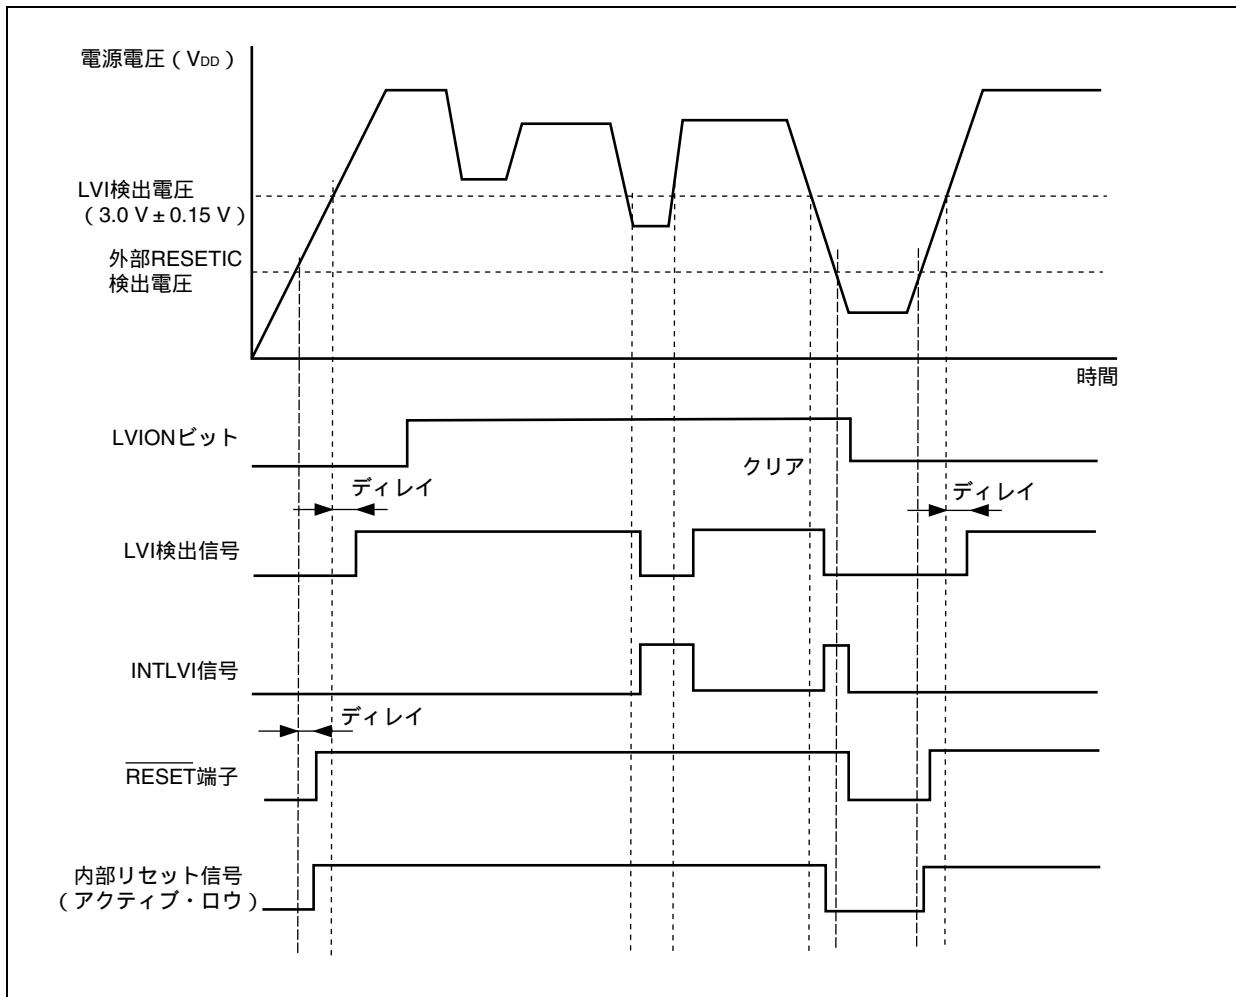 電源電圧（VDD）
LVI検出電圧
（3.0 V ± 0.15 V）
外部RESETIC
検出電圧
時間
LVIONビット
クリア
ディレイ
ディレイ
LVI検出信号
INTLVI信号
ディレイ
RESET端子
内部リセット信号
（アクティブ・ロウ）